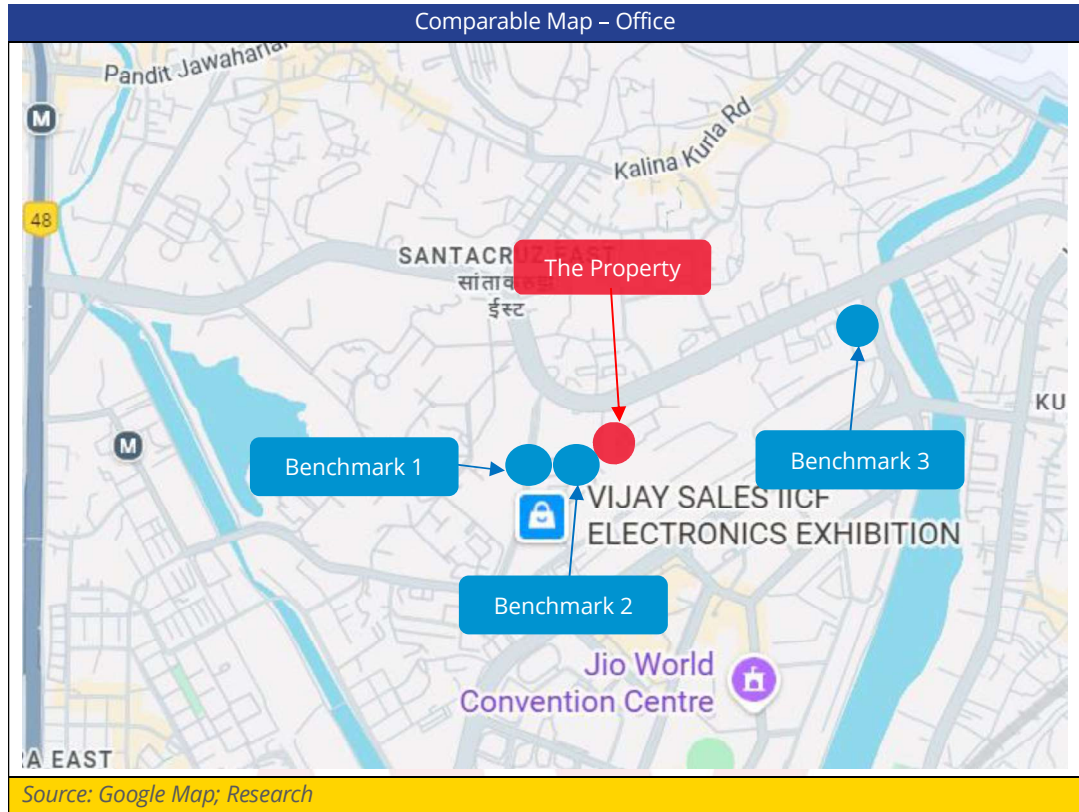 Comparable Map – Office
Pandit Jawaharlal
M
Kalina Kurla Rd
48
SANTACRUZ EAST
सांताक्रुझ
ईस्ट
The Property
KU
M
Benchmark 1
Benchmark 3
VIJAY SALES IICF
ELECTRONICS EXHIBITION
Benchmark 2
Jio World
Convention Centre
RA EAST
Source: Google Map; Research